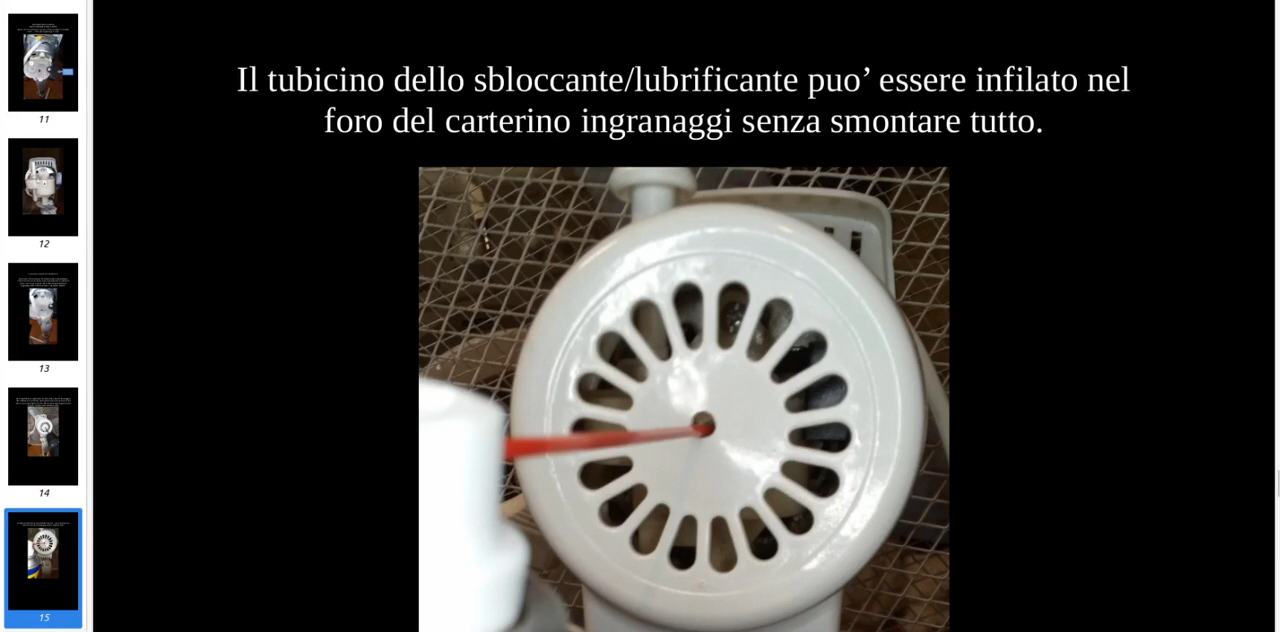 11
12
13
14
15
Il tubicino dello sbloccante/lubrificante puo’ essere infilato nel
foro del carterino ingranaggi senza smontare tutto.